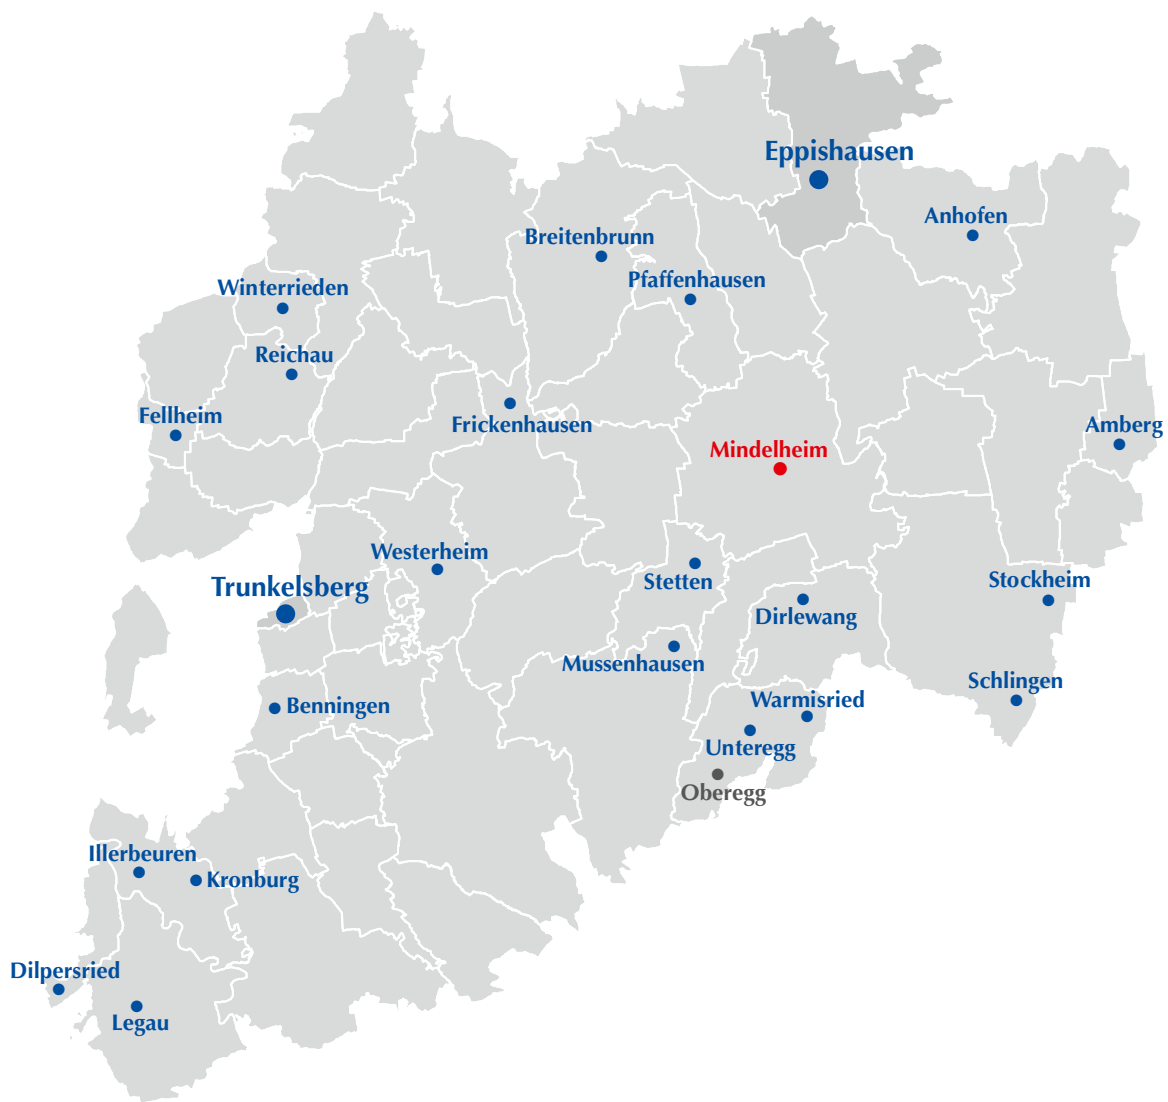 Eppishausen
Anhofen
Breitenbrunn
Pfaffenhausen
Winterrieden
Reichau
Fellheim
Frickenhausen
Amberg
Mindelheim
Westerheim
Stetten
Stockheim
Trunkelsberg
Dirlewang
Mussenhausen
Schlingen
Warmisried
Benningen
Unteregg
Oberegg
Illerbeuren
Kronburg
Dilpersried
Legau